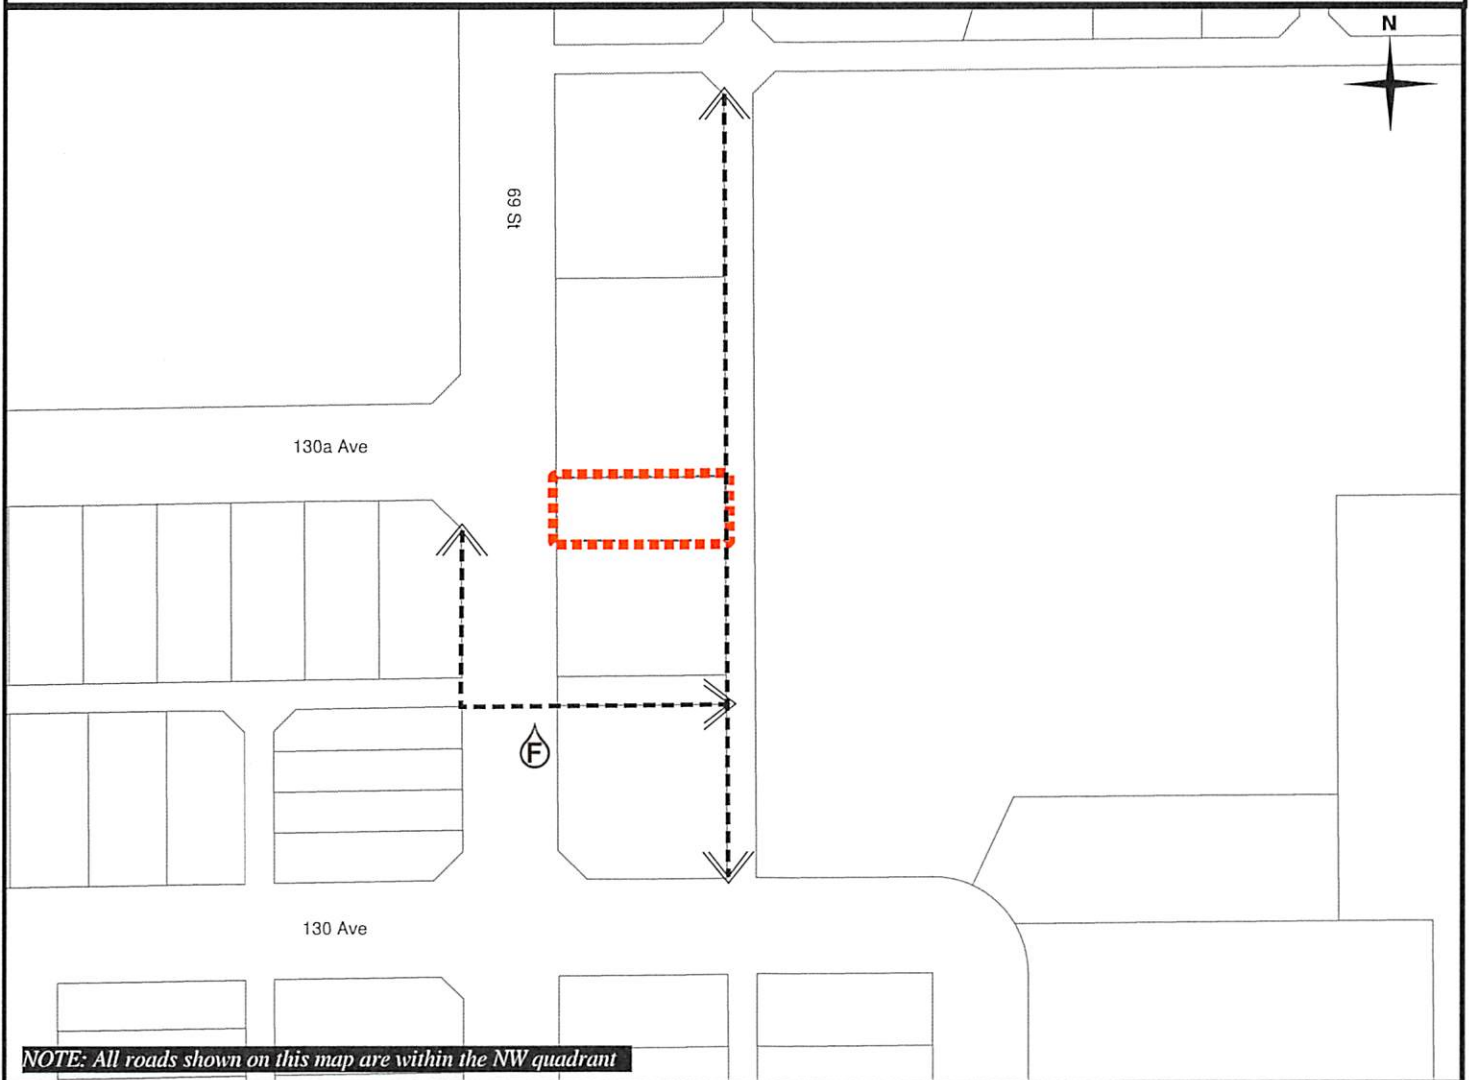 N
69 St
130a Ave
F
130 Ave
NOTE: All roads shown on this map are within the NW quadrant